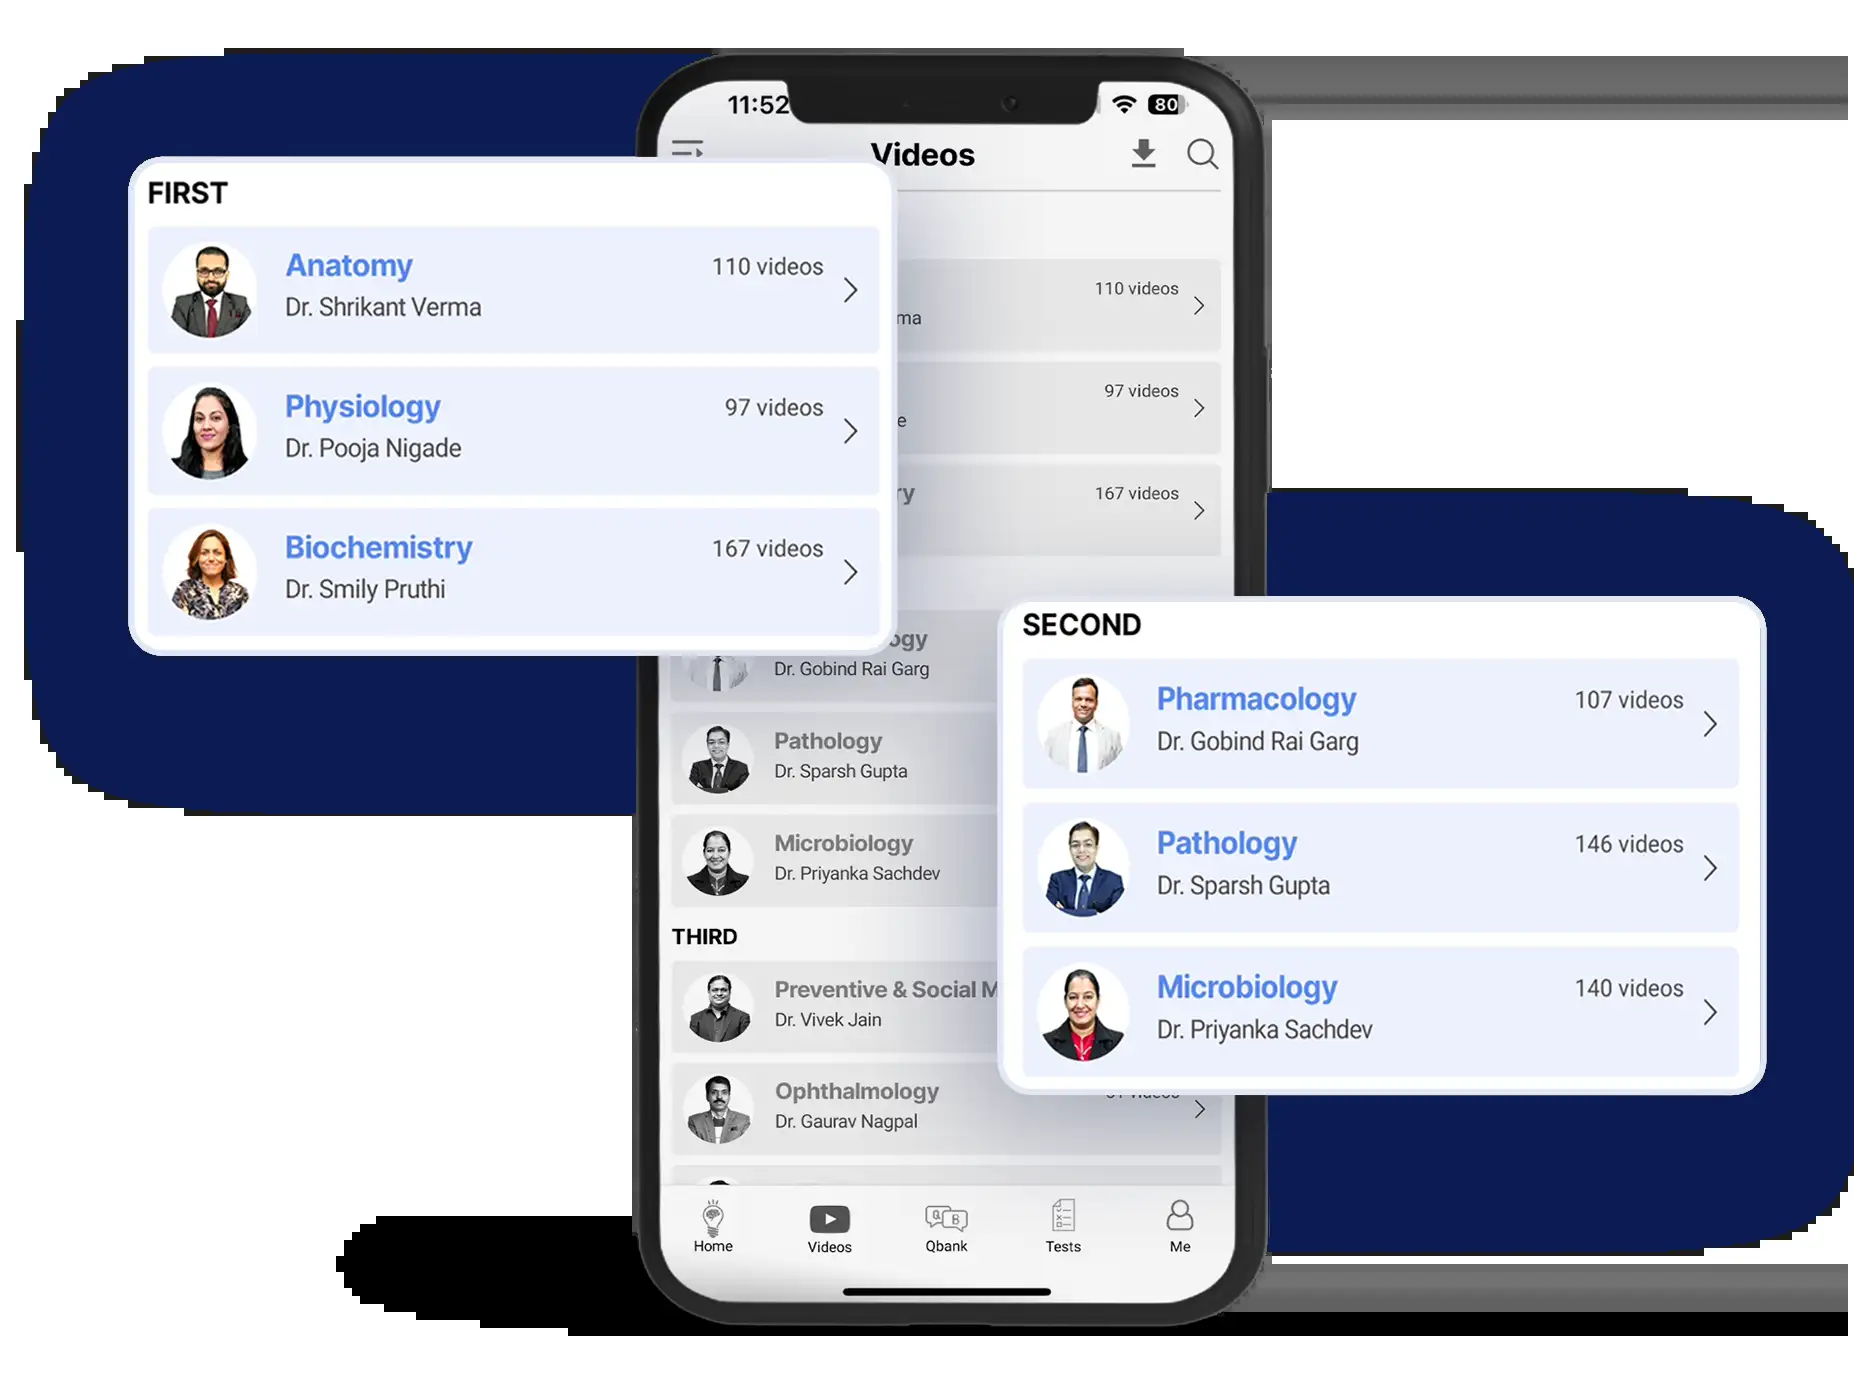 11:52
80
Videos
FIRST
Anatomy
110 videos
Dr. Shrikant Verma
Physiology
97 videos
Dr. Pooja Nigade
Biochemistry
167 videos
Dr. Smily Pruthi
110 videos
ma
97 videos
e
ry
167 videos
ogy
Dr. Gobind Rai Garg
Pathology
Dr. Sparsh Gupta
Microbiology
Dr. Priyanka Sachdev
THIRD
Preventive & Social M
Dr. Vivek Jain
Ophthalmology
Dr. Gaurav Nagpal
SECOND
Pharmacology
107 videos
Dr. Gobind Rai Garg
Pathology
146 videos
Dr. Sparsh Gupta
Microbiology
140 videos
Dr. Priyanka Sachdev
videos
Q B
Home
Videos
Qbank
Tests
Me